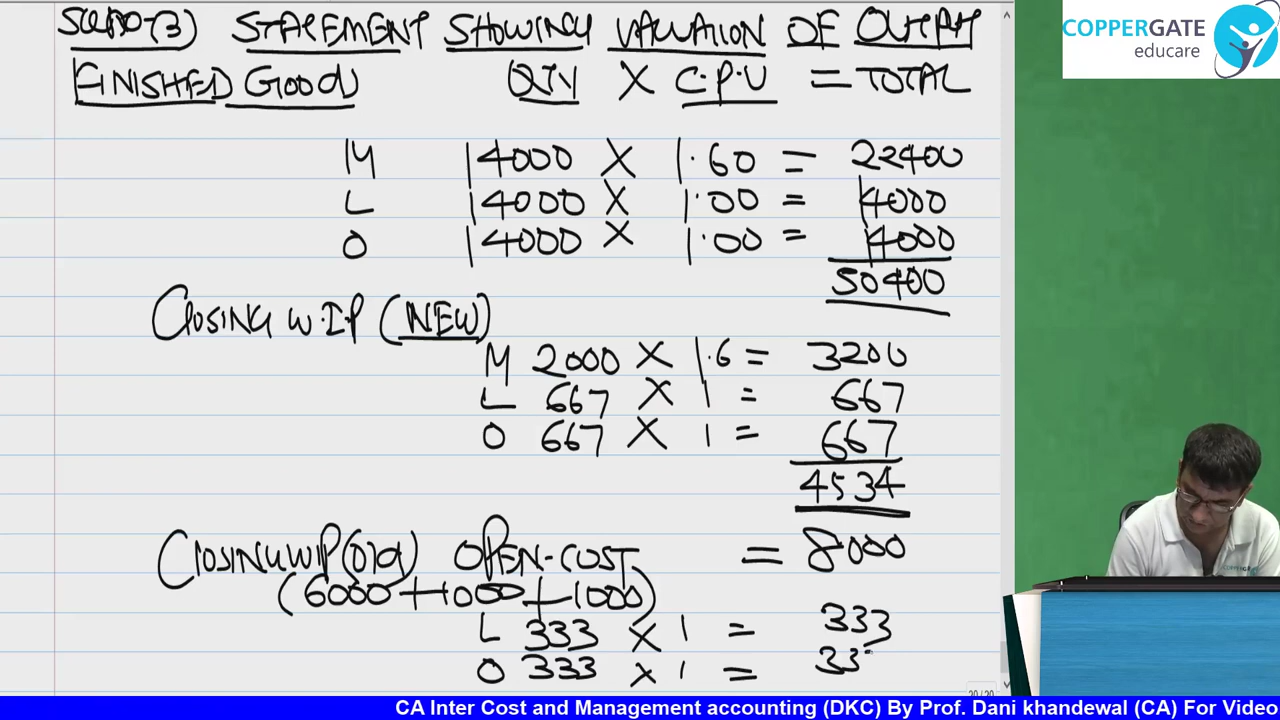 STATEMENT SHOWING VALUATION OF OUTPUT
FINISHED GOOD QTY X C.P.U = TOTAL
M 14000 X 1.60 = 22400
L 14000 X 1.00 = 14000
O 14000 X 1.00 = 14000
50400
CLOSING W.I.P (NEW)
M 2000 X 1.6 = 3200
L 667 X 1 = 667
O 667 X 1 = 667
4534
CLOSING WIP (Old) OPEN-COST = 8000
(6000+1000+1000)
L 333 X 1 = 333
O 333 X 1 = 33
COPPERGATE
educare
20/20
CA Inter Cost and Management accounting (DKC) By Prof. Dani khandewal (CA) For Video